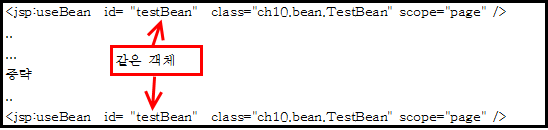 <jsp:useBean id= "testBean" class="ch10.bean.TestBean" scope="page" />
..
...
같은 객체
중략
..
<jsp:useBean id= "testBean" class="ch10.bean.TestBean" scope="page" />